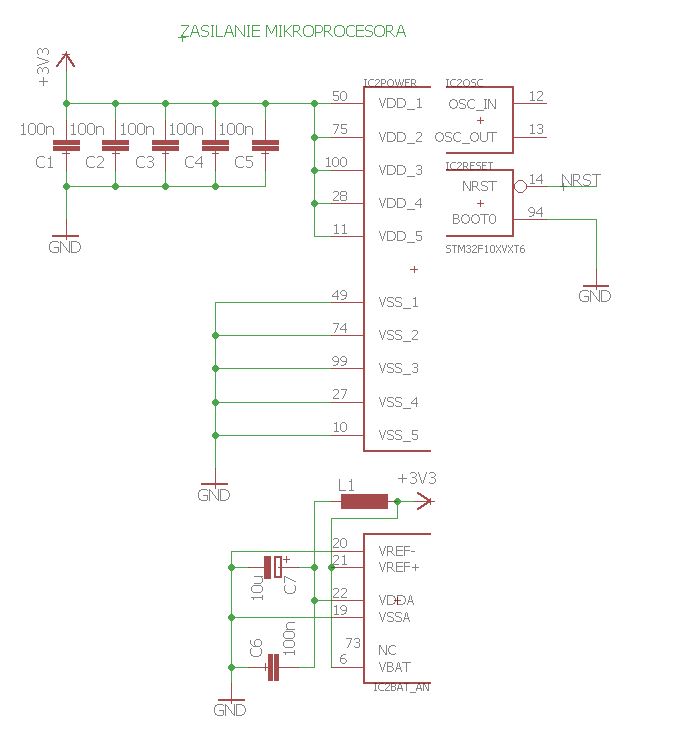 ZASILANIE MIKROPROCESORA
+3V3
IC2POWER
IC2OSC
100n 100n 100n 100n 100n
C1 C2 C3 C4 C5
GND
50 VDD_1
75 VDD_2
100 VDD_3
28 VDD_4
11 VDD_5
49 VSS_1
74 VSS_2
99 VSS_3
27 VSS_4
10 VSS_5
GND
OSC_IN 12
OSC_OUT 13
IC2RESET
NRST 14 NRST
BOOT0 94
STM32F10XVXT6
GND
L1
+3V3
20 VREF-
21 VREF+
22 VDDA
19 VSSA
73 NC
6 VBAT
IC2BAT_AN
10u C7
C6 100n
GND